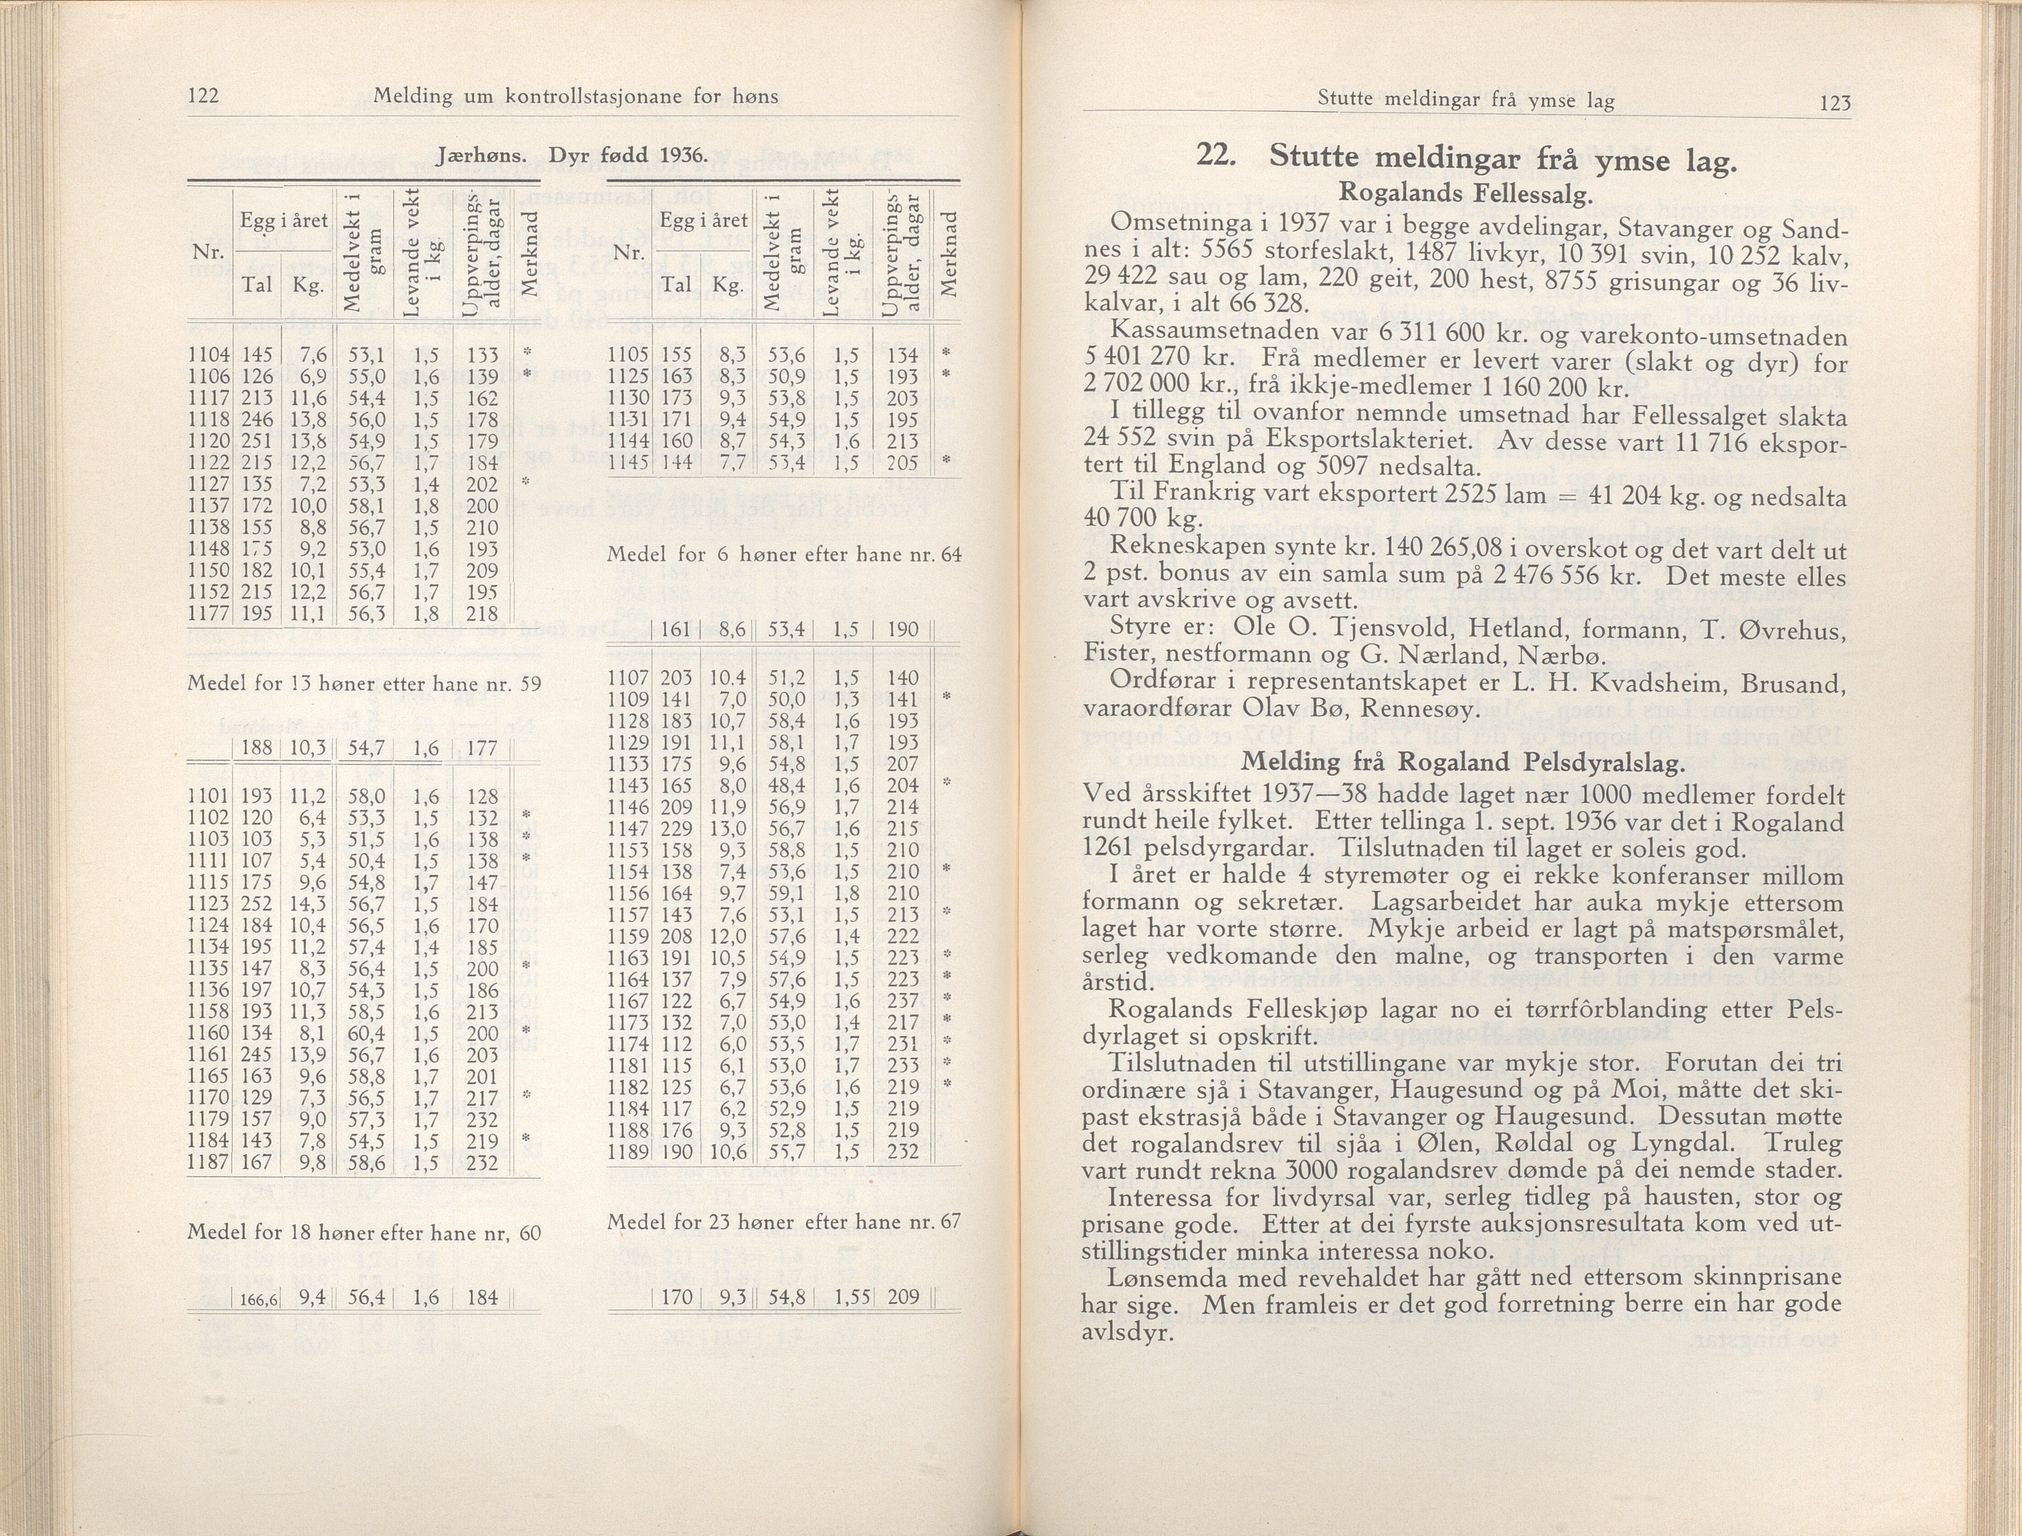 122
Melding um kontrollstasjonane for høns
Jærhøns. Dyr fødd 1936.
Nr.
Egg i året
Tal Kg.
Medelvekt i gram
Levande vekt i kg.
Uppverpings-alder, dagar
Merknad
1104 145 7,6 53,1 1,5 133 *
1106 126 6,9 55,0 1,6 139 *
1117 213 11,6 54,4 1,5 162
1118 246 13,8 56,0 1,5 178
1120 251 13,8 54,9 1,5 179
1122 215 12,2 56,7 1,7 184
1127 135 7,2 53,3 1,4 202 *
1137 172 10,0 58,1 1,8 200
1138 155 8,8 56,7 1,5 210
1148 175 9,2 53,0 1,6 193
1150 182 10,1 55,4 1,7 209
1152 215 12,2 56,7 1,7 195
1177 195 11,1 56,3 1,8 218
Medel for 13 høner etter hane nr. 59
188 10,3 54,7 1,6 177
1101 193 11,2 58,0 1,6 128
1102 120 6,4 53,3 1,5 132 *
1103 103 5,3 51,5 1,6 138 *
1111 107 5,4 50,4 1,5 138 *
1115 175 9,6 54,8 1,7 147
1123 252 14,3 56,7 1,5 184
1124 184 10,4 56,5 1,6 170
1134 195 11,2 57,4 1,4 185
1135 147 8,3 56,4 1,5 200 *
1136 197 10,7 54,3 1,5 186
1158 193 11,3 58,5 1,6 213
1160 134 8,1 60,4 1,5 200 *
1161 245 13,9 56,7 1,6 203
1165 163 9,6 58,8 1,7 201
1170 129 7,3 56,5 1,7 217 *
1179 157 9,0 57,3 1,7 232
1184 143 7,8 54,5 1,5 219 *
1187 167 9,8 58,6 1,5 232
Medel for 18 høner efter hane nr, 60
166,6 9,4 56,4 1,6 184
Nr.
Egg i året
Tal Kg.
Medelvekt i gram
Levande vekt i kg.
Uppverpings-alder, dagar
Merknad
1105 155 8,3 53,6 1,5 134 *
1125 163 8,3 50,9 1,5 193 *
1130 173 9,3 53,8 1,5 203
1131 171 9,4 54,9 1,5 195
1144 160 8,7 54,3 1,6 213
1145 144 7,7 53,4 1,5 205 *
Medel for 6 høner efter hane nr. 64
161 8,6 53,4 1,5 190
1107 203 10,4 51,2 1,5 140
1109 141 7,0 50,0 1,3 141 *
1128 183 10,7 58,4 1,6 193
1129 191 11,1 58,1 1,7 193
1133 175 9,6 54,8 1,5 207
1143 165 8,0 48,4 1,6 204 *
1146 209 11,9 56,9 1,7 214
1147 229 13,0 56,7 1,6 215
1153 158 9,3 58,8 1,5 210
1154 138 7,4 53,6 1,5 210 *
1156 164 9,7 59,1 1,8 210
1157 143 7,6 53,1 1,5 213 *
1159 208 12,0 57,6 1,4 222
1163 191 10,5 54,9 1,5 223 *
1164 137 7,9 57,6 1,5 223 *
1167 122 6,7 54,9 1,6 237 *
1173 132 7,0 53,0 1,4 217 *
1174 112 6,0 53,5 1,7 231 *
1181 115 6,1 53,0 1,7 233 *
1182 125 6,7 53,6 1,6 219 *
1184 117 6,2 52,9 1,5 219
1188 176 9,3 52,8 1,5 219
1189 190 10,6 55,7 1,5 232
Medel for 23 høner efter hane nr. 67
170 9,3 54,8 1,55 209
Stutte meldingar frå ymse lag
123
22. Stutte meldingar frå ymse lag.
Rogalands Fellessalg.
Omsetninga i 1937 var i begge avdelingar, Stavanger og Sand-
nes i alt: 5565 storfeslakt, 1487 livkyr, 10 391 svin, 10 252 kalv,
29 422 sau og lam, 220 geit, 200 hest, 8755 grisungar og 36 liv-
kalvar, i alt 66 328.
Kassaumsetnaden var 6 311 600 kr. og varekonto-umsetnaden
5 401 270 kr. Frå medlemer er levert varer (slakt og dyr) for
2 702 000 kr., frå ikkje-medlemer 1 160 200 kr.
I tillegg til ovanfor nemnde umsetnad har Fellessalget slakta
24 552 svin på Eksportslakteriet. Av desse vart 11 716 ekspor-
tert til England og 5097 nedsalta.
Til Frankrig vart eksportert 2525 lam = 41 204 kg. og nedsalta
40 700 kg.
Rekneskapen synte kr. 140 265,08 i overskot og det vart delt ut
2 pst. bonus av ein samla sum på 2 476 556 kr. Det meste elles
vart avskrive og avsett.
Styre er: Ole O. Tjensvold, Hetland, formann, T. Øvrehus,
Fister, nestformann og G. Nærland, Nærbø.
Ordførar i representantskapet er L. H. Kvadsheim, Brusand,
varaordførar Olav Bø, Rennesøy.
Melding frå Rogaland Pelsdyralslag.
Ved årsskiftet 1937—38 hadde laget nær 1000 medlemer fordelt
rundt heile fylket. Etter tellinga 1. sept. 1936 var det i Rogaland
1261 pelsdyrgardar. Tilslutnaden til laget er soleis god.
I året er halde 4 styremøter og ei rekke konferanser millom
formann og sekretær. Lagsarbeidet har auka mykje ettersom
laget har vorte større. Mykje arbeid er lagt på matspørsmålet,
serleg vedkomande den malne, og transporten i den varme
årstid.
Rogalands Felleskjøp lagar no ei tørrfôrblanding etter Pels-
dyrlaget si opskrift.
Tilslutnaden til utstillingane var mykje stor. Forutan dei tri
ordinære sjå i Stavanger, Haugesund og på Moi, måtte det ski-
past ekstrasjå både i Stavanger og Haugesund. Dessutan møtte
det rogalandsrev til sjåa i Ølen, Røldal og Lyngdal. Truleg
vart rundt rekna 3000 rogalandsrev dømde på dei nemde stader.
Interessa for livdyrsal var, serleg tidleg på hausten, stor og
prisane gode. Etter at dei fyrste auksjonsresultata kom ved ut-
stillingstider minka interessa noko.
Lønsemda med revehaldet har gått ned ettersom skinnprisane
har sige. Men framleis er det god forretning berre ein har gode
avlsdyr.